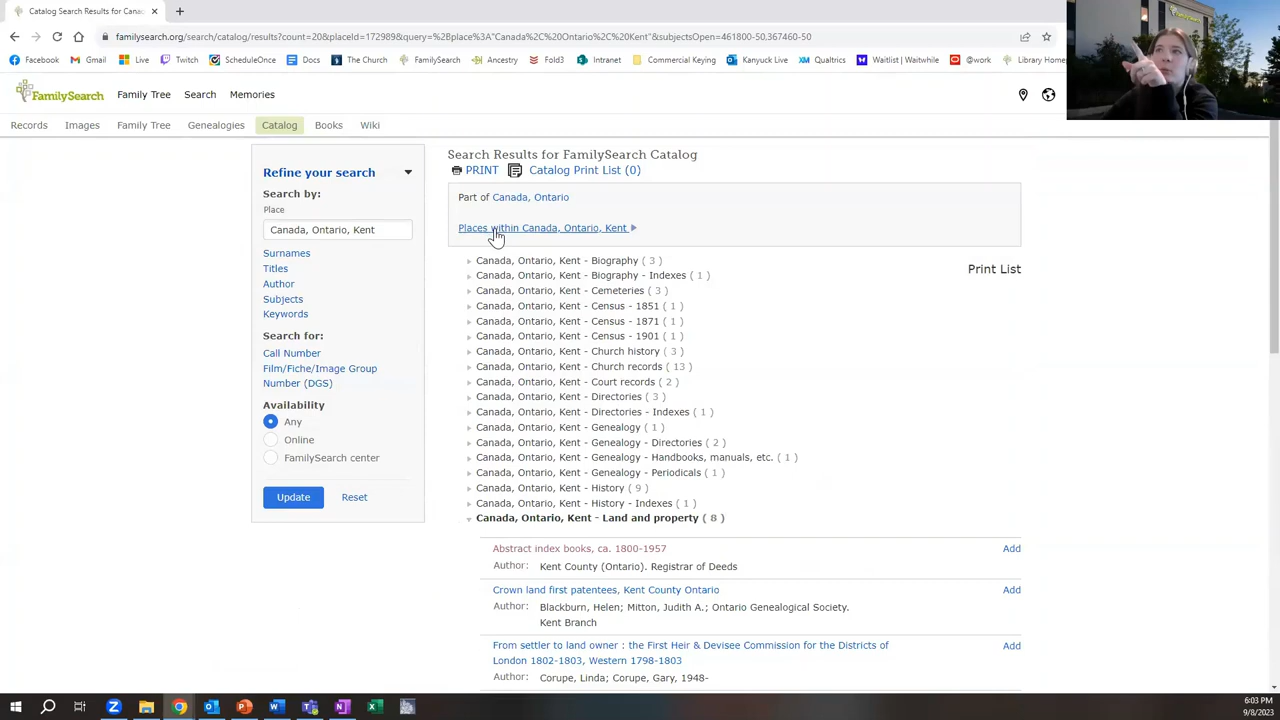 Catalog Search Results for Canad
familysearch.org/search/catalog/results?count=20&placeId=172989&query=%2Bplace%3A"Canada%2C%20Ontario%2C%20Kent"&subjectsOpen=461800-50,367460-50
Facebook Gmail Live Twitch ScheduleOnce Docs The Church FamilySearch Ancestry Fold3 Intranet Commercial Keying Kanyuck Live Qualtrics Waitlist | Waitwhile @work Library Home
FamilySearch Family Tree Search Memories
Records Images Family Tree Genealogies Catalog Books Wiki
Refine your search
Search by:
Place
Canada, Ontario, Kent
Surnames
Titles
Author
Subjects
Keywords
Search for:
Call Number
Film/Fiche/Image Group
Number (DGS)
Availability
Any
Online
FamilySearch center
Update Reset
Search Results for FamilySearch Catalog
PRINT Catalog Print List (0)
Part of Canada, Ontario
Places within Canada, Ontario, Kent
Print List
Canada, Ontario, Kent - Biography ( 3 )
Canada, Ontario, Kent - Biography - Indexes ( 1 )
Canada, Ontario, Kent - Cemeteries ( 3 )
Canada, Ontario, Kent - Census - 1851 ( 1 )
Canada, Ontario, Kent - Census - 1871 ( 1 )
Canada, Ontario, Kent - Census - 1901 ( 1 )
Canada, Ontario, Kent - Church history ( 3 )
Canada, Ontario, Kent - Church records ( 13 )
Canada, Ontario, Kent - Court records ( 2 )
Canada, Ontario, Kent - Directories ( 3 )
Canada, Ontario, Kent - Directories - Indexes ( 1 )
Canada, Ontario, Kent - Genealogy ( 1 )
Canada, Ontario, Kent - Genealogy - Directories ( 2 )
Canada, Ontario, Kent - Genealogy - Handbooks, manuals, etc. ( 1 )
Canada, Ontario, Kent - Genealogy - Periodicals ( 1 )
Canada, Ontario, Kent - History ( 9 )
Canada, Ontario, Kent - History - Indexes ( 1 )
Canada, Ontario, Kent - Land and property ( 8 )
Abstract index books, ca. 1800-1957 Add
Author: Kent County (Ontario). Registrar of Deeds
Crown land first patentees, Kent County Ontario Add
Author: Blackburn, Helen; Mitton, Judith A.; Ontario Genealogical Society.
Kent Branch
From settler to land owner : the First Heir & Devisee Commission for the Districts of Add
London 1802-1803, Western 1798-1803
Author: Corupe, Linda; Corupe, Gary, 1948-
6:03 PM
9/8/2023
FamilySearch